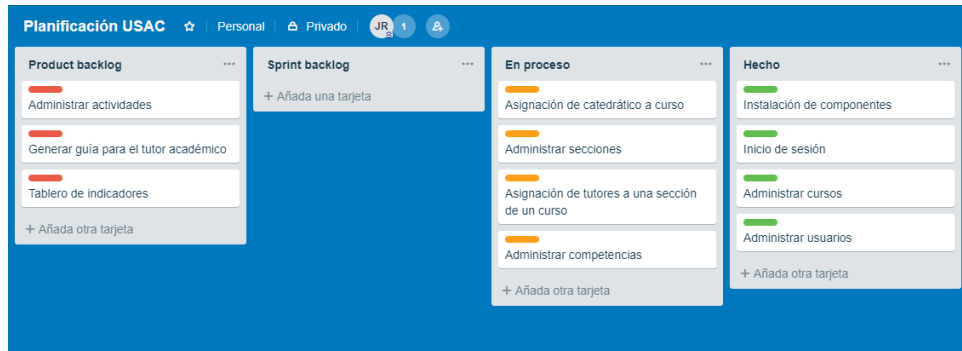 Planificación USAC Personal Privado JR 1
Product backlog
Administrar actividades
Generar guía para el tutor académico
Tablero de indicadores
+ Añada otra tarjeta
Sprint backlog
+ Añada una tarjeta
En proceso
Asignación de catedrático a curso
Administrar secciones
Asignación de tutores a una sección
de un curso
Administrar competencias
+ Añada otra tarjeta
Hecho
Instalación de componentes
Inicio de sesión
Administrar cursos
Administrar usuarios
+ Añada otra tarjeta